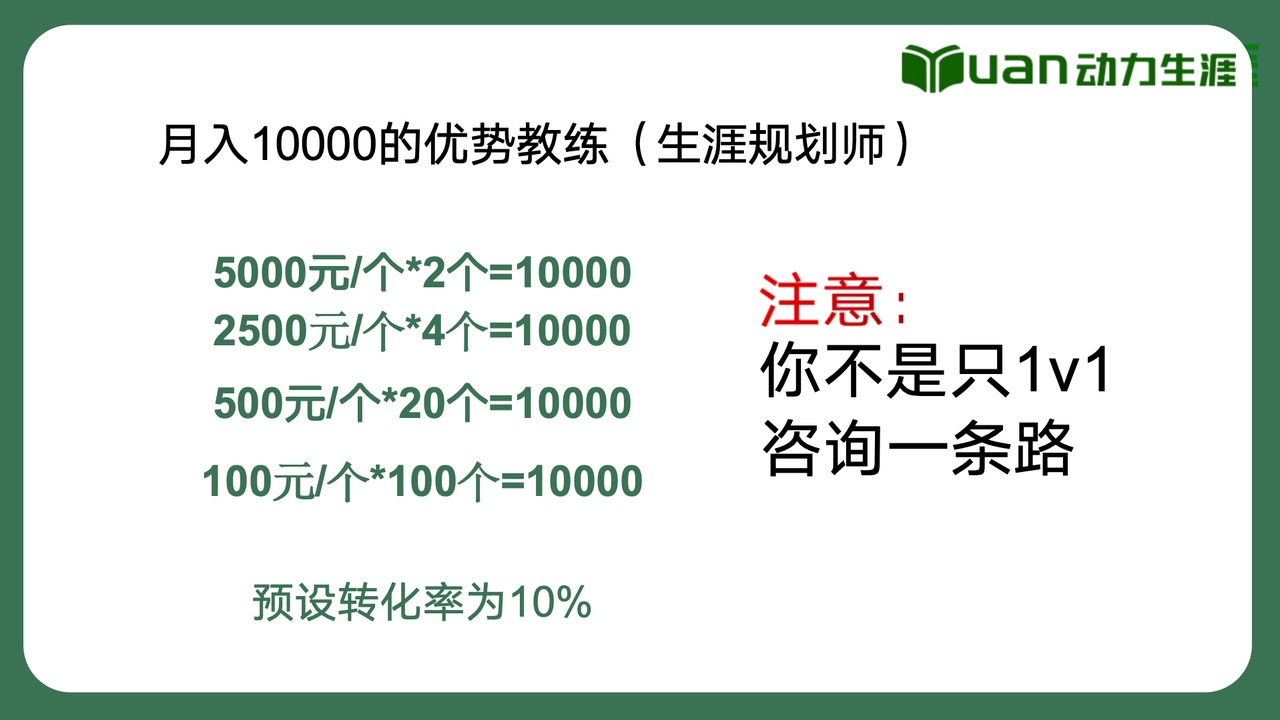 Yuan动力生涯
月入10000的优势教练（生涯规划师）
5000元/个*2个=10000
2500元/个*4个=10000
500元/个*20个=10000
100元/个*100个=10000
预设转化率为10%
注意：
你不是只1v1
咨询一条路